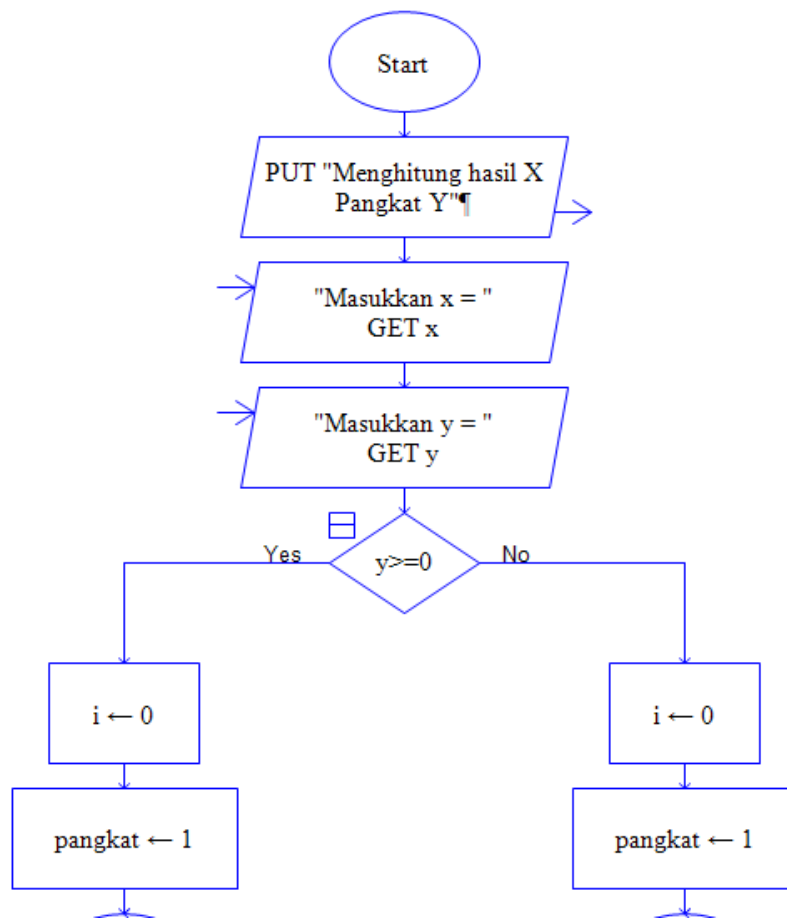 Start
PUT "Menghitung hasil X
Pangkat Y"¶
"Masukkan x = "
GET x
"Masukkan y = "
GET y
Yes
y>=0
No
i ← 0
i ← 0
pangkat ← 1
pangkat ← 1